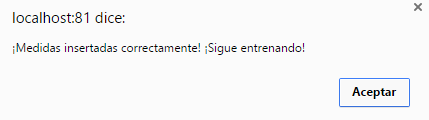 localhost:81 dice:
¡Medidas insertadas correctamente! ¡Sigue entrenando!
Aceptar